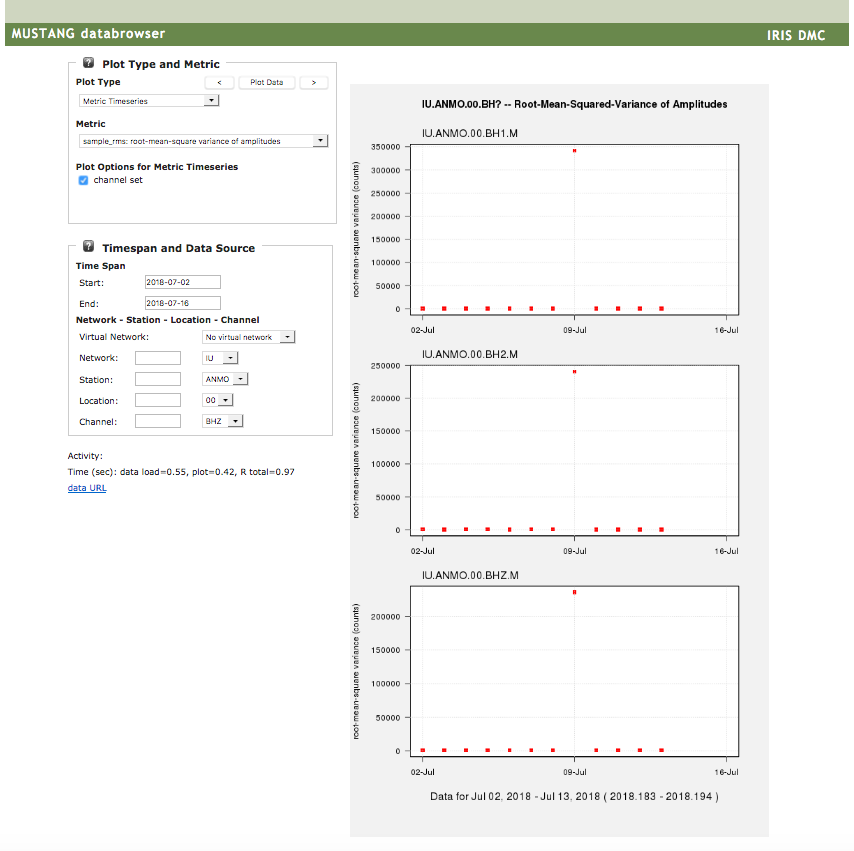 MUSTANG databrowser
IRIS DMC
? Plot Type and Metric
Plot Type
< Plot Data >
Metric Timeseries
Metric
sample_rms: root-mean-square variance of amplitudes
Plot Options for Metric Timeseries
channel set
? Timespan and Data Source
Time Span
Start: 2018-07-02
End: 2018-07-16
Network - Station - Location - Channel
Virtual Network: No virtual network
Network: IU
Station: ANMO
Location: 00
Channel: BHZ
Activity:
Time (sec): data load=0.55, plot=0.42, R total=0.97
data URL
IU.ANMO.00.BH? -- Root-Mean-Squared-Variance of Amplitudes
IU.ANMO.00.BH1.M
root-mean-square variance (counts)
350000
300000
250000
200000
150000
100000
50000
0
02-Jul 09-Jul 16-Jul
IU.ANMO.00.BH2.M
root-mean-square variance (counts)
250000
200000
150000
100000
50000
0
02-Jul 09-Jul 16-Jul
IU.ANMO.00.BHZ.M
root-mean-square variance (counts)
200000
150000
100000
50000
0
02-Jul 09-Jul 16-Jul
Data for Jul 02, 2018 - Jul 13, 2018 ( 2018.183 - 2018.194 )